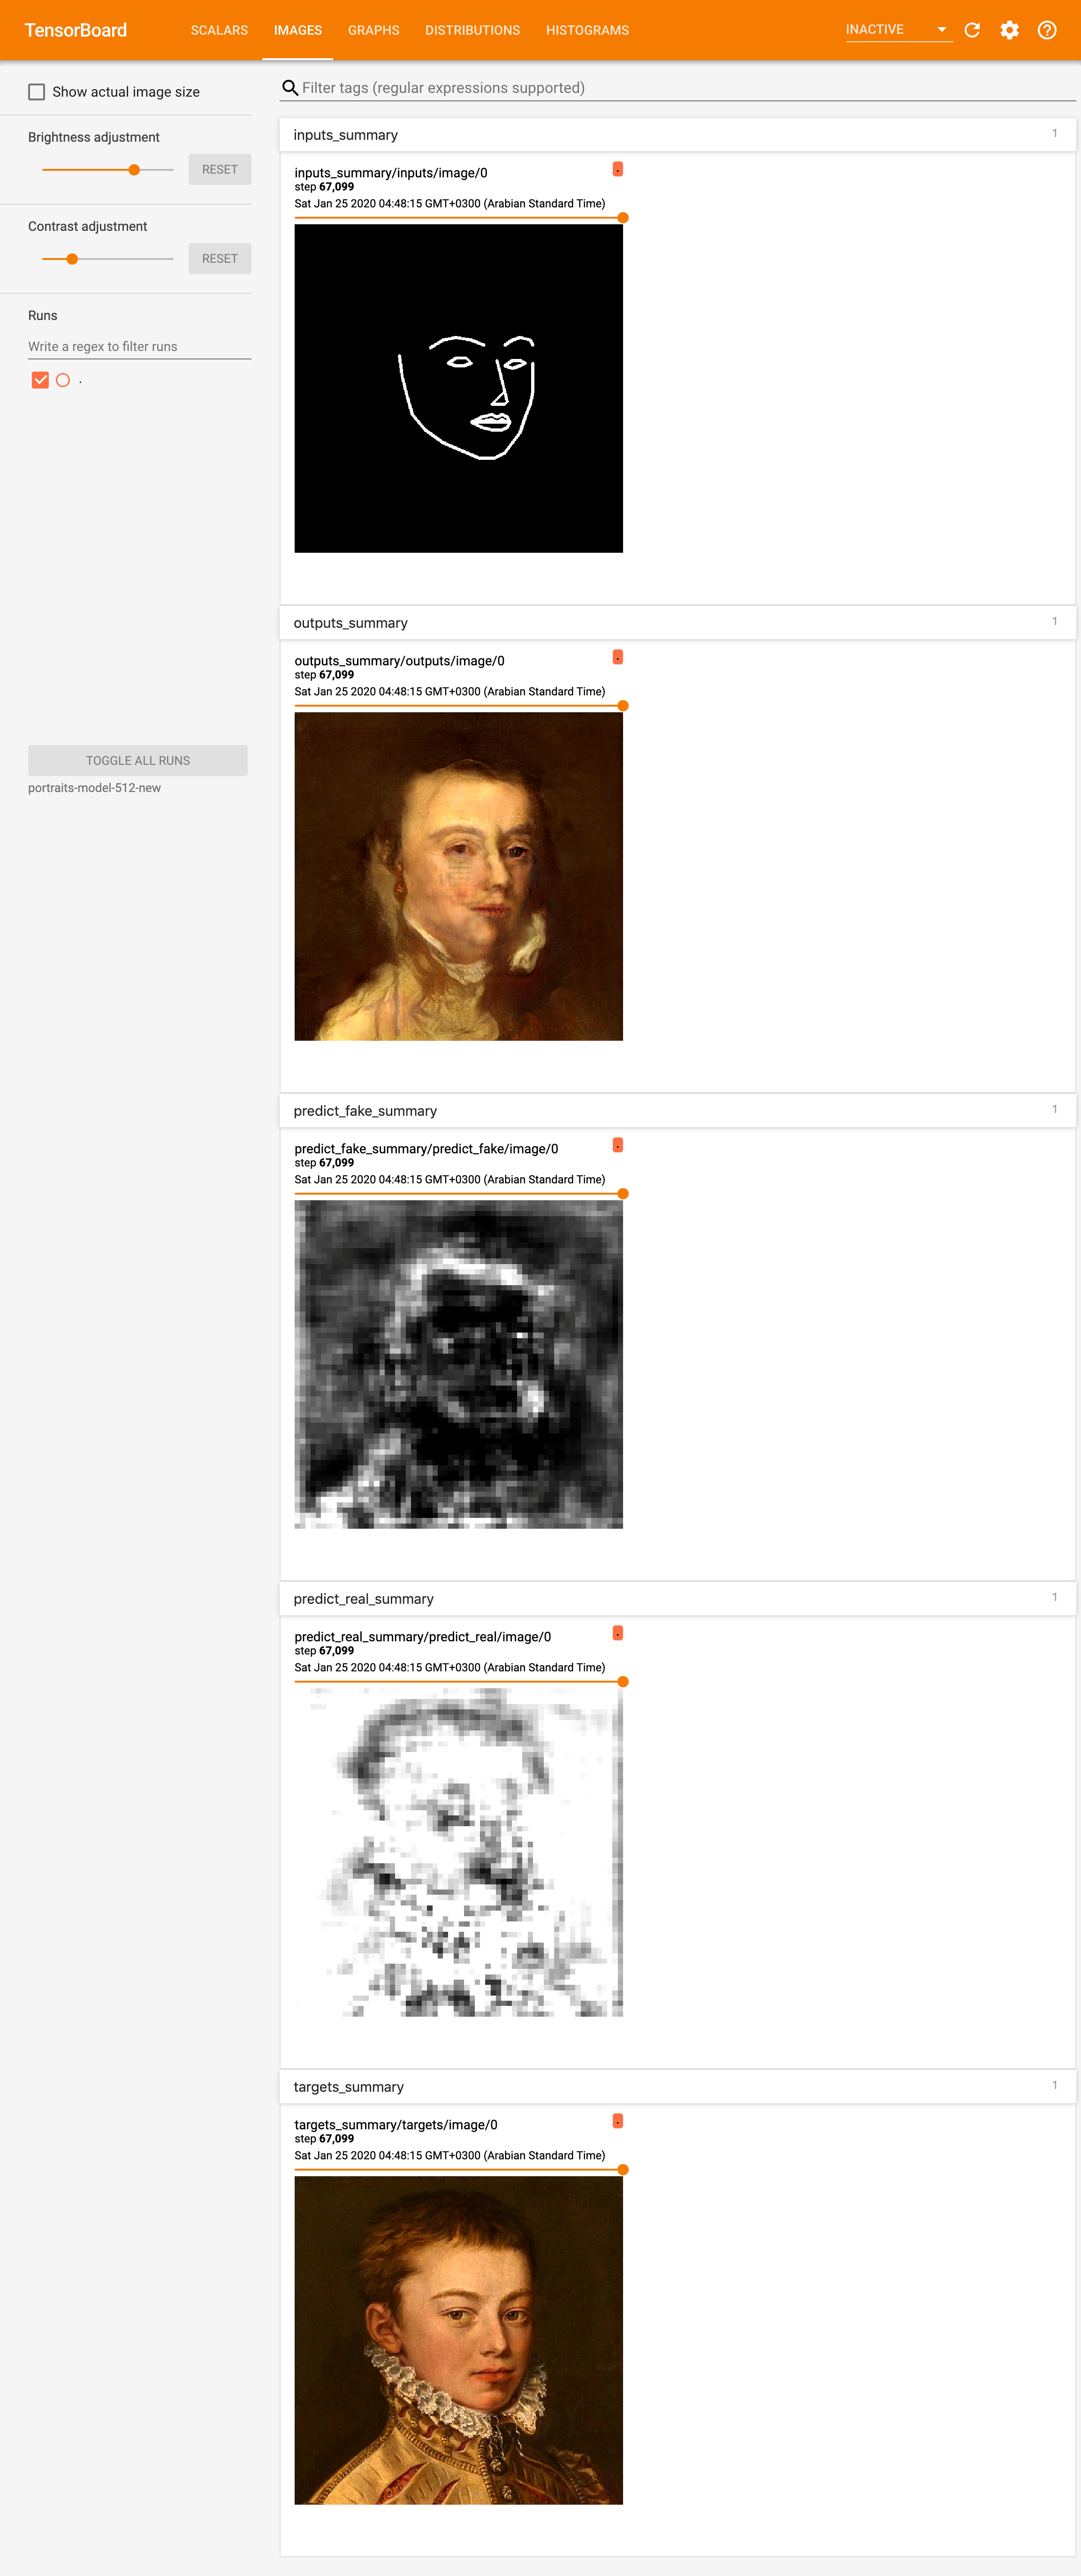 TensorBoard SCALARS IMAGES GRAPHS DISTRIBUTIONS HISTOGRAMS INACTIVE
Show actual image size
Brightness adjustment
RESET
Contrast adjustment
RESET
Runs
Write a regex to filter runs
.
TOGGLE ALL RUNS
portraits-model-512-new
Filter tags (regular expressions supported)
inputs_summary 1
inputs_summary/inputs/image/0 .
step 67,099
Sat Jan 25 2020 04:48:15 GMT+0300 (Arabian Standard Time)
outputs_summary 1
outputs_summary/outputs/image/0 .
step 67,099
Sat Jan 25 2020 04:48:15 GMT+0300 (Arabian Standard Time)
predict_fake_summary 1
predict_fake_summary/predict_fake/image/0 .
step 67,099
Sat Jan 25 2020 04:48:15 GMT+0300 (Arabian Standard Time)
predict_real_summary 1
predict_real_summary/predict_real/image/0 .
step 67,099
Sat Jan 25 2020 04:48:15 GMT+0300 (Arabian Standard Time)
targets_summary 1
targets_summary/targets/image/0 .
step 67,099
Sat Jan 25 2020 04:48:15 GMT+0300 (Arabian Standard Time)